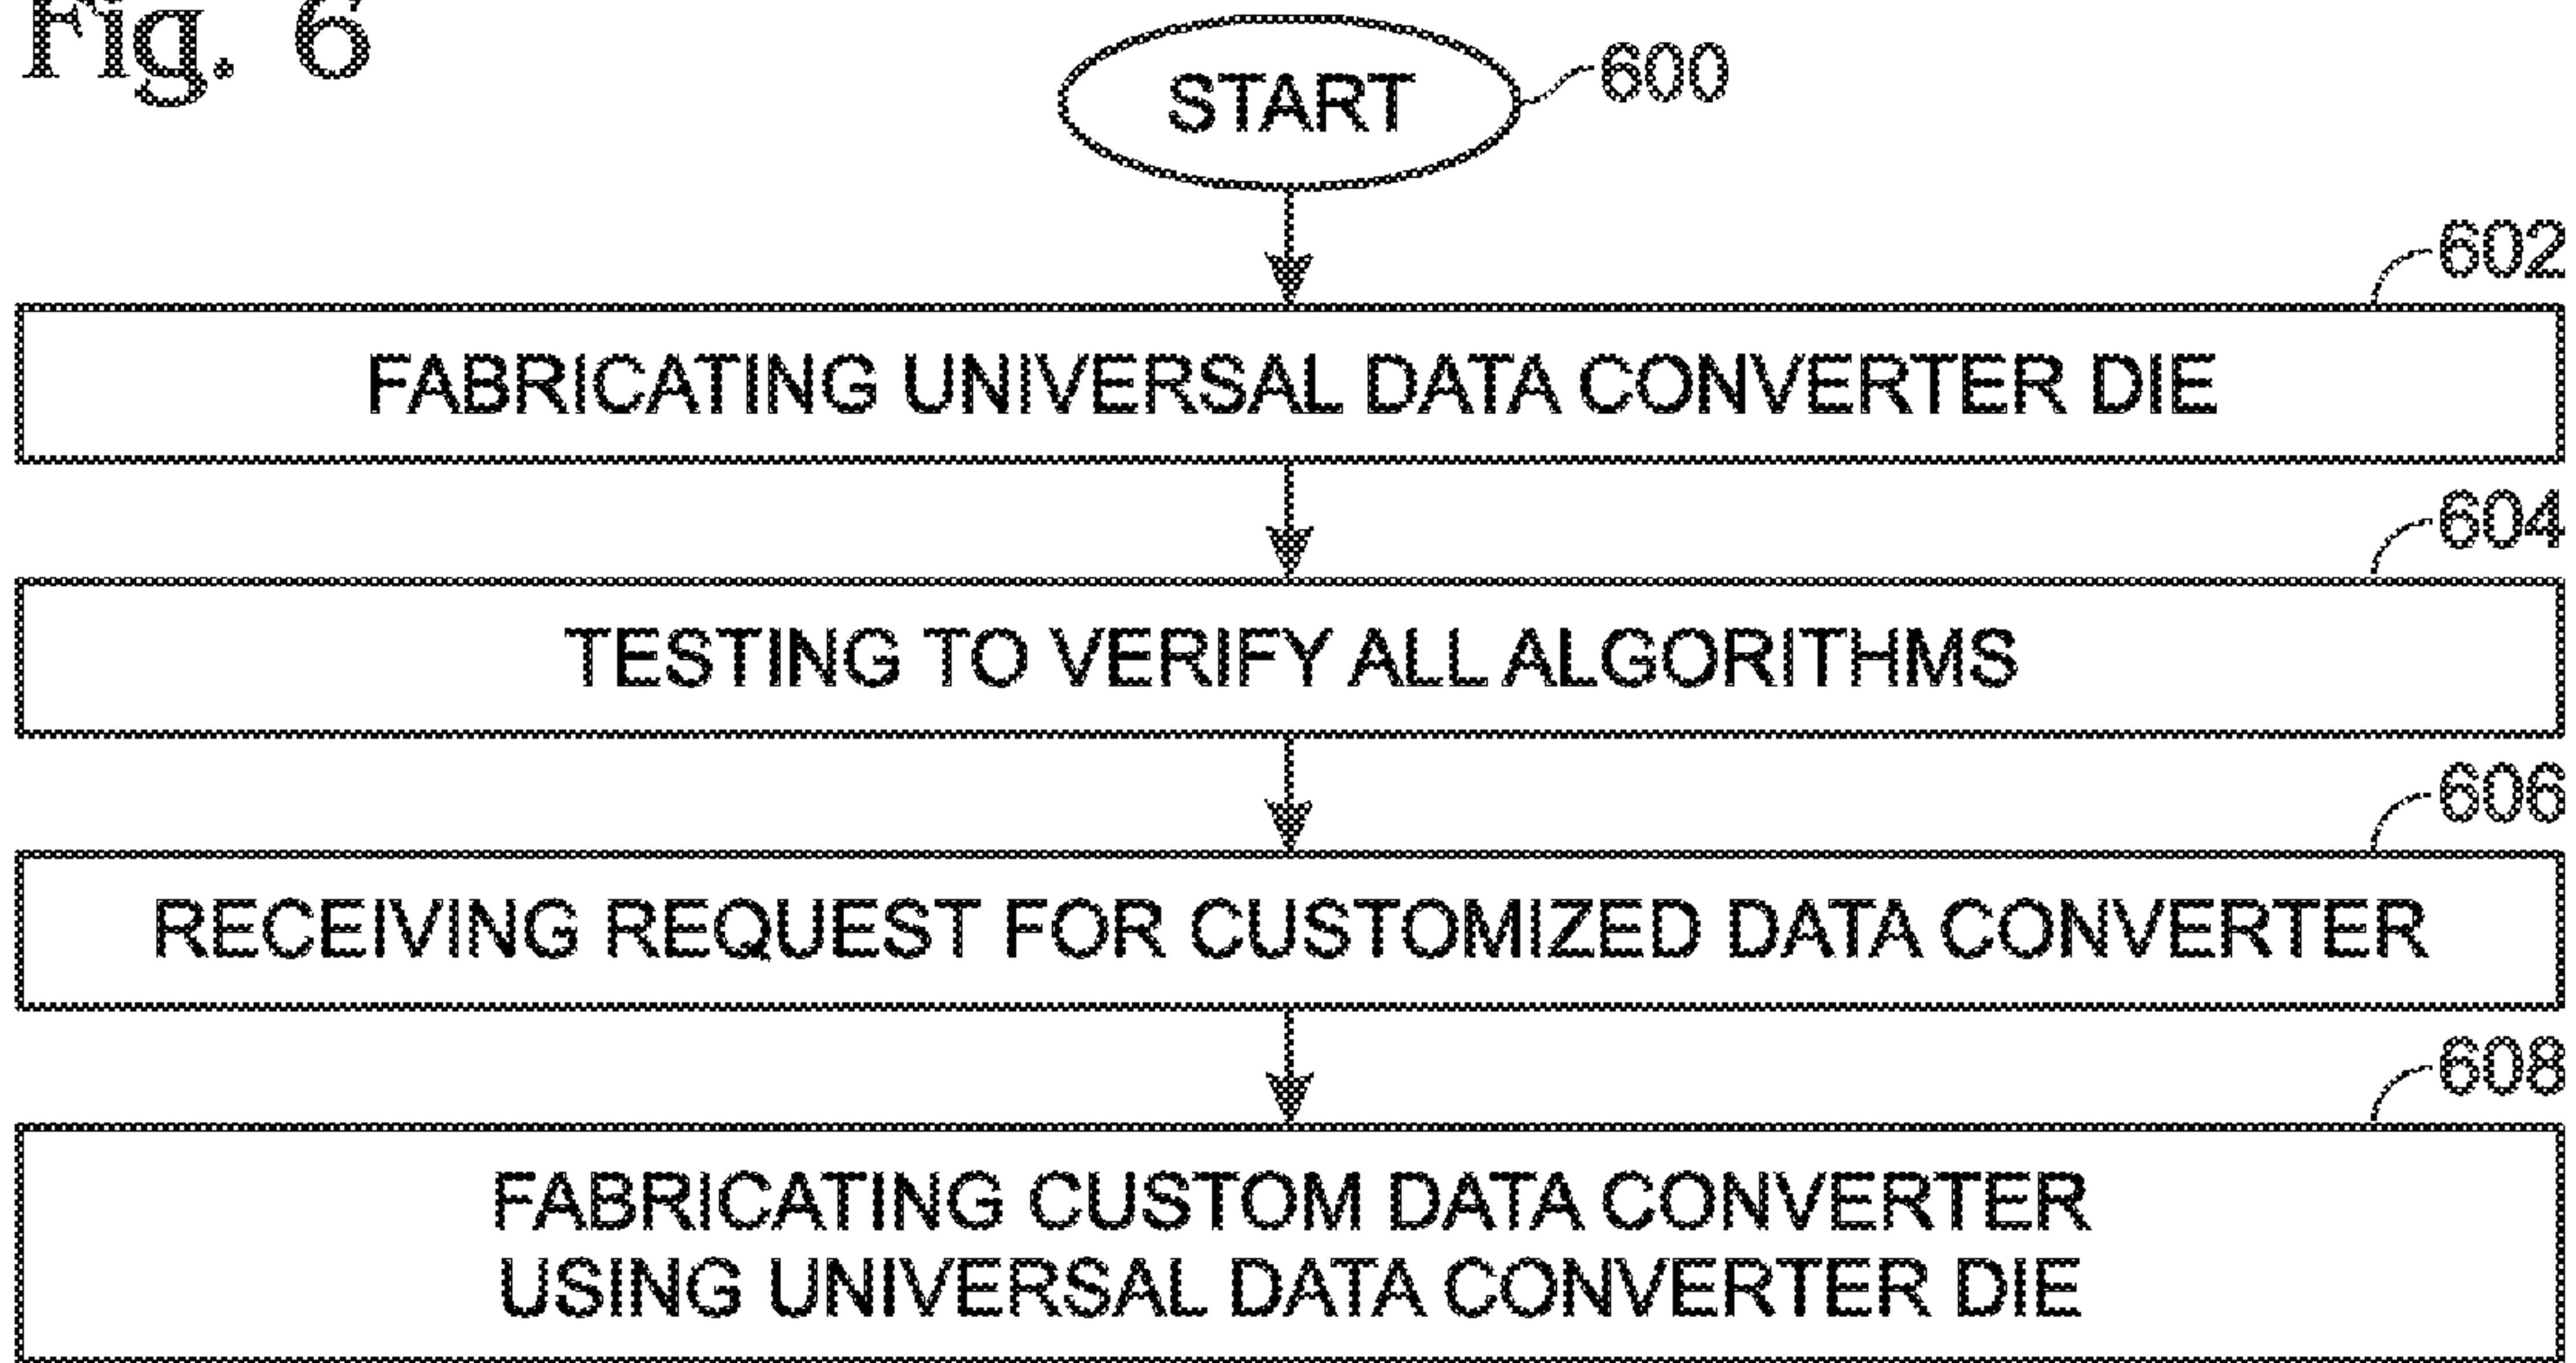 Fig. 6
START
600
602
FABRICATING UNIVERSAL DATA CONVERTER DIE
604
TESTING TO VERIFY ALL ALGORITHMS
606
RECEIVING REQUEST FOR CUSTOMIZED DATA CONVERTER
608
FABRICATING CUSTOM DATA CONVERTER
USING UNIVERSAL DATA CONVERTER DIE